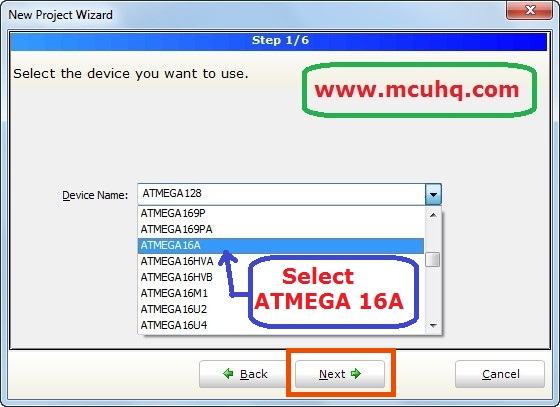 New Project Wizard
Step 1/6
Select the device you want to use.
www.mcuhq.com
Device Name: ATMEGA128
ATMEGA169P
ATMEGA169PA
ATMEGA16A
ATMEGA16HVA
ATMEGA16HVB
ATMEGA16M1
ATMEGA16U2
ATMEGA16U4
Select
ATMEGA 16A
Back
Next
Cancel